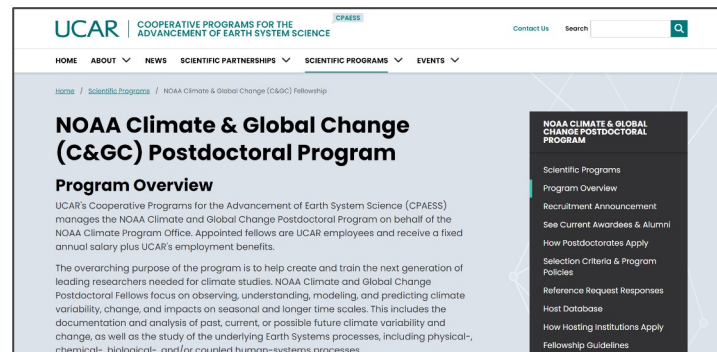 UCAR
COOPERATIVE PROGRAMS FOR THE
ADVANCEMENT OF EARTH SYSTEM SCIENCE
CPAESS
Contact Us
Search
HOME ABOUT NEWS SCIENTIFIC PARTNERSHIPS SCIENTIFIC PROGRAMS EVENTS
Home / Scientific Programs / NOAA Climate & Global Change (C&GC) Fellowship
NOAA Climate & Global Change
(C&GC) Postdoctoral Program
Program Overview
UCAR's Cooperative Programs for the Advancement of Earth System Science (CPAESS)
manages the NOAA Climate and Global Change Postdoctoral Program on behalf of the
NOAA Climate Program Office. Appointed fellows are UCAR employees and receive a fixed
annual salary plus UCAR's employment benefits.
The overarching purpose of the program is to help create and train the next generation of
leading researchers needed for climate studies. NOAA Climate and Global Change
Postdoctoral Fellows focus on observing, understanding, modeling, and predicting climate
variability, change, and impacts on seasonal and longer time scales. This includes the
documentation and analysis of past, current, or possible future climate variability and
change, as well as the study of the underlying Earth Systems processes, including physical-,
chemical-, biological-, and/or coupled human-systems processes.
NOAA CLIMATE & GLOBAL
CHANGE POSTDOCTORAL
PROGRAM
Scientific Programs
Program Overview
Recruitment Announcement
See Current Awardees & Alumni
How Postdoctorates Apply
Selection Criteria & Program
Policies
Reference Request Responses
Host Database
How Hosting Institutions Apply
Fellowship Guidelines